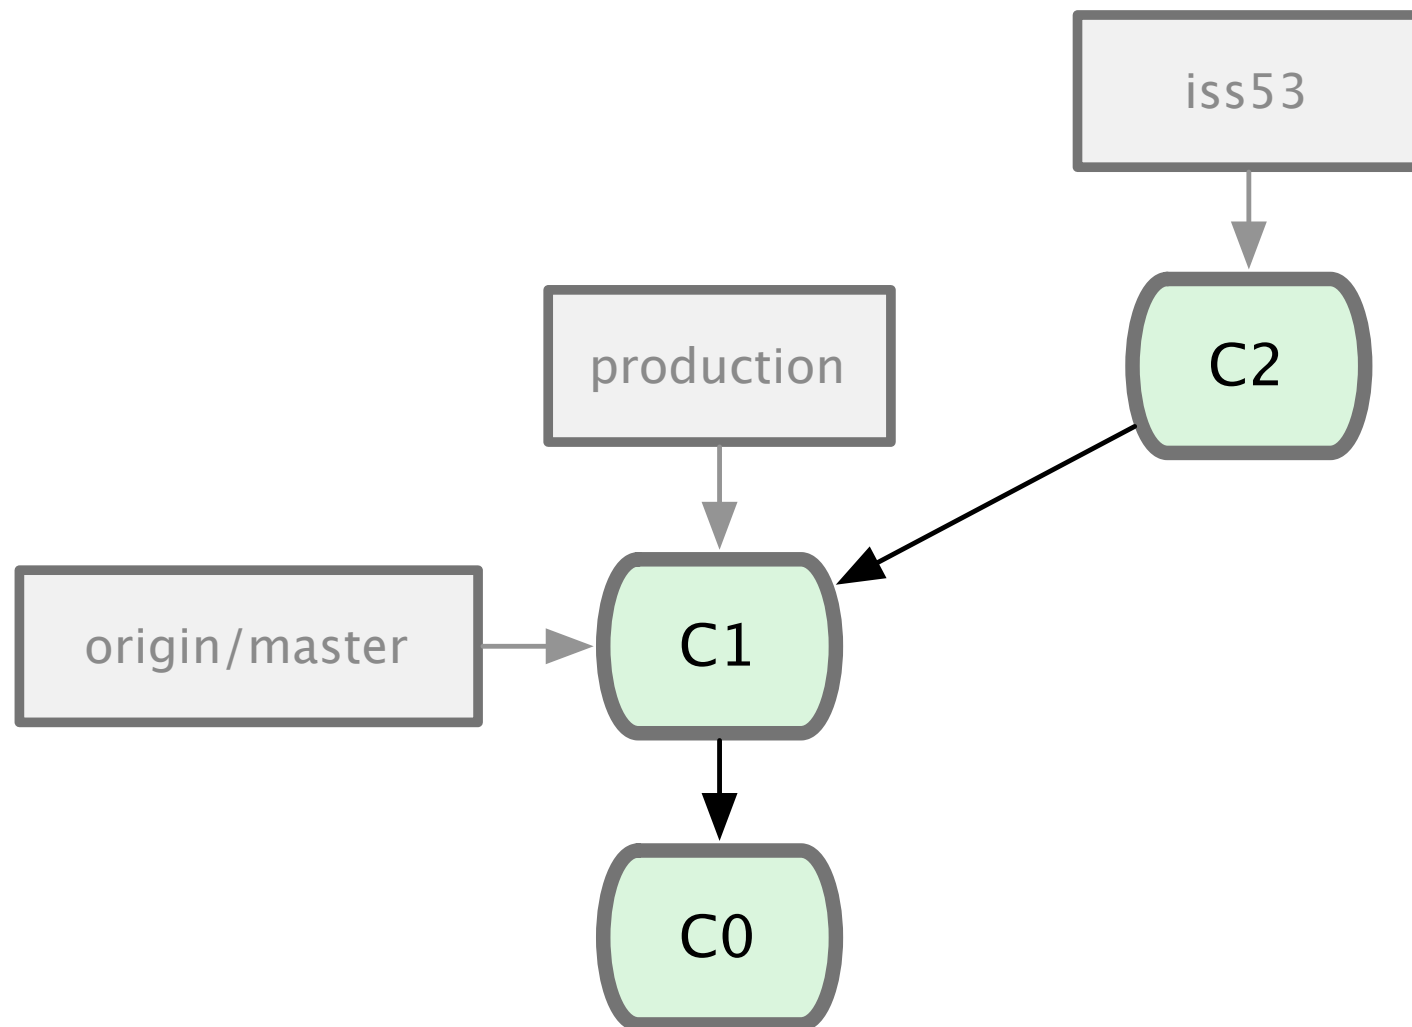 iss53
production
C2
origin/master
C1
C0